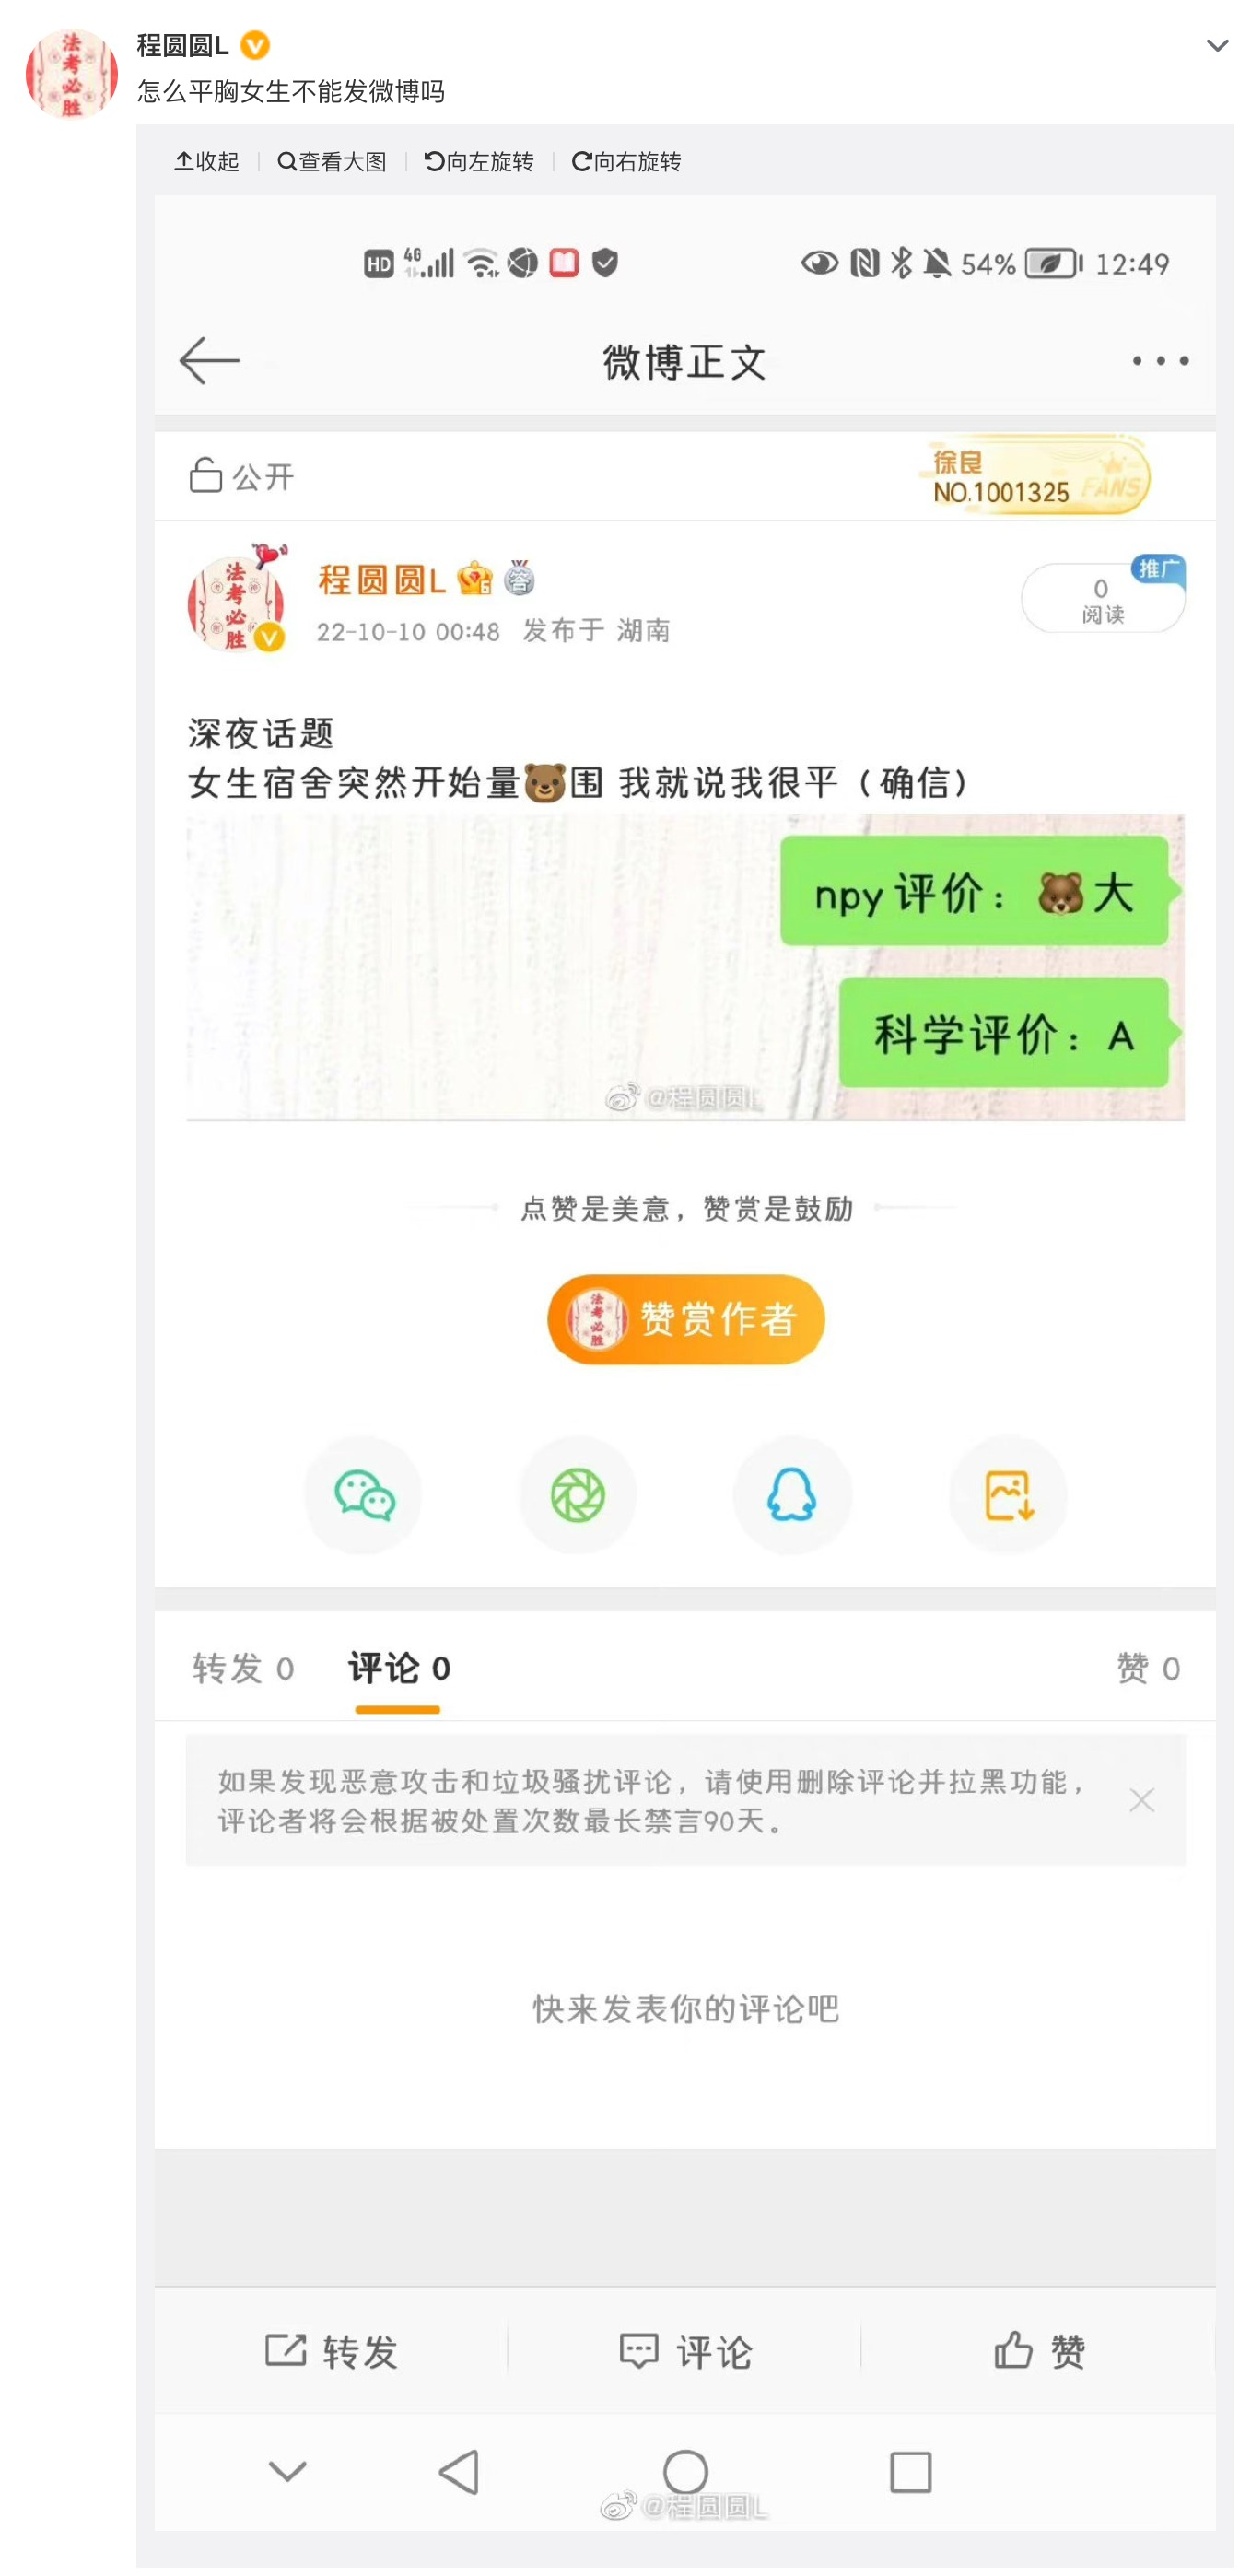 程圆圆L
怎么平胸女生不能发微博吗
收起 查看大图 向左旋转 向右旋转
HD 4G 54% 12:49
微博正文
公开
徐良
NO.1001325 FANS
程圆圆L 答
22-10-10 00:48 发布于 湖南
推广
0
阅读
法考必胜
深夜话题
女生宿舍突然开始量🐻围 我就说我很平（确信）
npy 评价：🐻大
科学评价：A
@程圆圆L
点赞是美意，赞赏是鼓励
赞赏作者
转发 0 评论 0 赞 0
如果发现恶意攻击和垃圾骚扰评论，请使用删除评论并拉黑功能，
评论者将会根据被处置次数最长禁言90天。
快来发表你的评论吧
转发 评论 赞
@程圆圆L